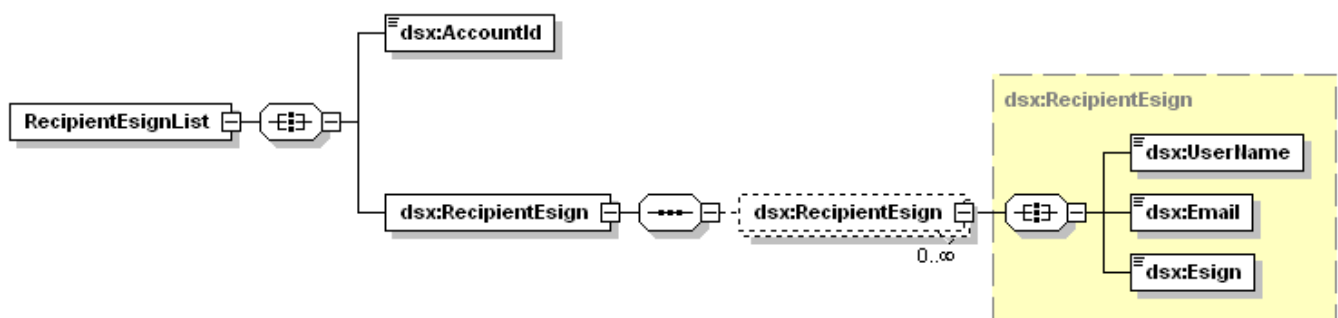 dsx:AccountId
dsx:RecipientEsign
RecipientEsignList
dsx:UserName
dsx:RecipientEsign
dsx:RecipientEsign
dsx:Email
0..∞
dsx:Esign